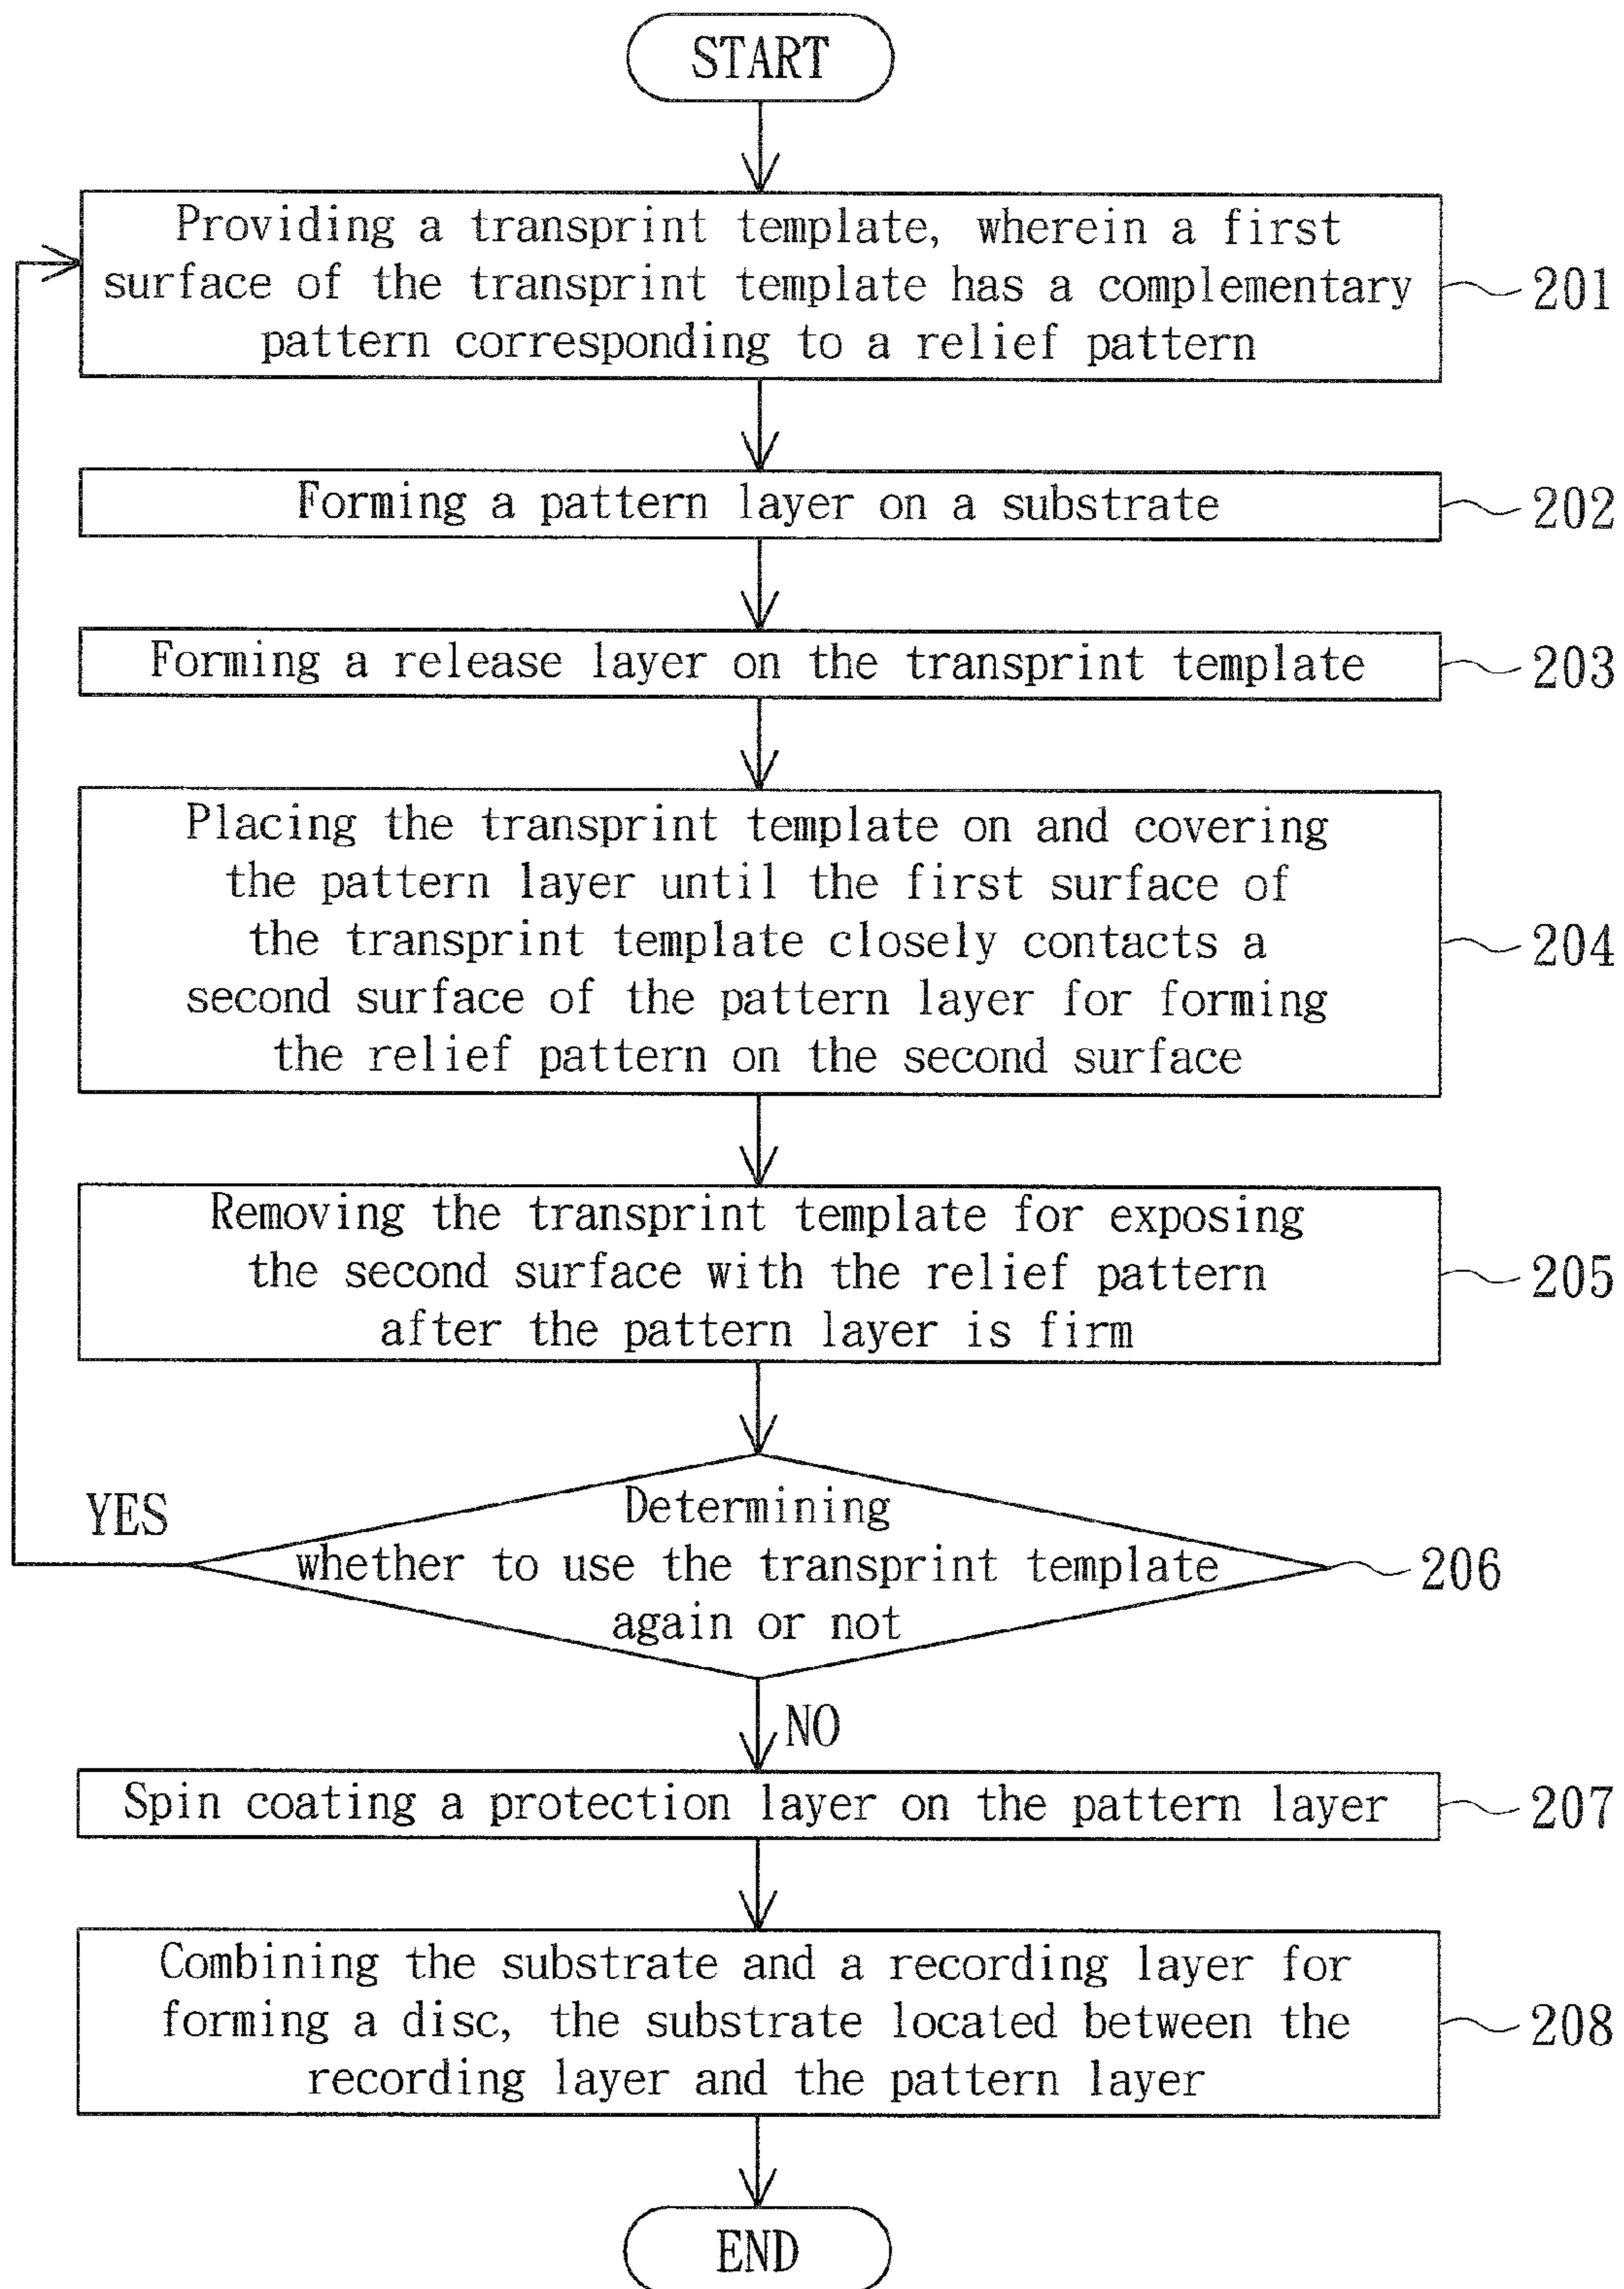 START
Providing a transprint template, wherein a first
surface of the transprint template has a complementary
pattern corresponding to a relief pattern
201
Forming a pattern layer on a substrate
202
Forming a release layer on the transprint template
203
Placing the transprint template on and covering
the pattern layer until the first surface of
the transprint template closely contacts a
second surface of the pattern layer for forming
the relief pattern on the second surface
204
Removing the transprint template for exposing
the second surface with the relief pattern
after the pattern layer is firm
205
YES
Determining
whether to use the transprint template
again or not
206
NO
Spin coating a protection layer on the pattern layer
207
Combining the substrate and a recording layer for
forming a disc, the substrate located between the
recording layer and the pattern layer
208
END